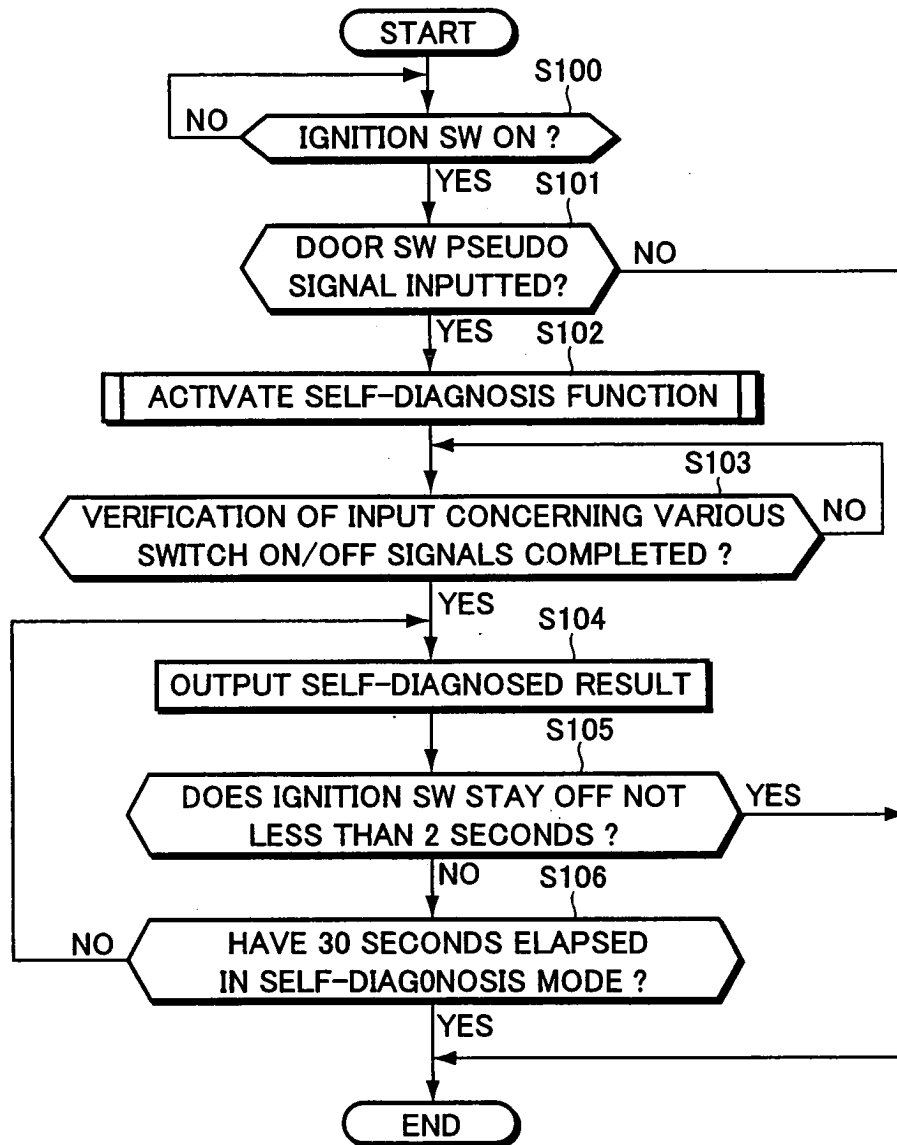 START
S100
NO
IGNITION SW ON ?
YES
S101
DOOR SW PSEUDO
SIGNAL INPUTTED?
NO
YES
S102
ACTIVATE SELF-DIAGNOSIS FUNCTION
S103
VERIFICATION OF INPUT CONCERNING VARIOUS
SWITCH ON/OFF SIGNALS COMPLETED ?
NO
YES
S104
OUTPUT SELF-DIAGNOSED RESULT
S105
DOES IGNITION SW STAY OFF NOT
LESS THAN 2 SECONDS ?
YES
NO
S106
NO
HAVE 30 SECONDS ELAPSED
IN SELF-DIAG0NOSIS MODE ?
YES
END